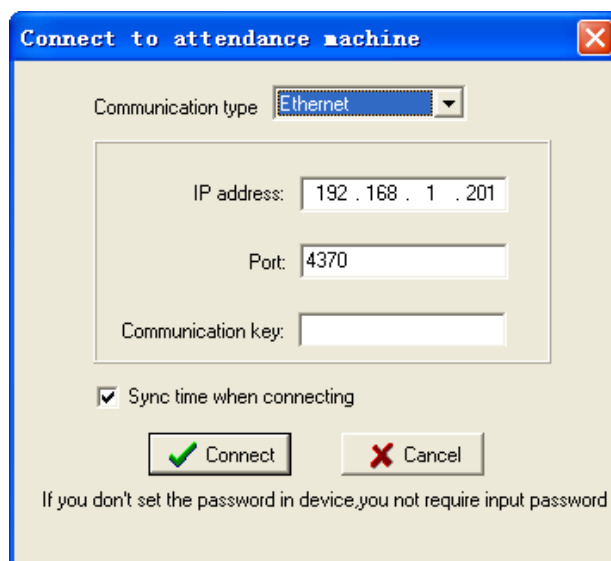 Connect to attendance machine
Communication type Ethernet
IP address: 192 . 168 . 1 . 201
Port: 4370
Communication key:
Sync time when connecting
Connect Cancel
If you don't set the password in device,you not require input password